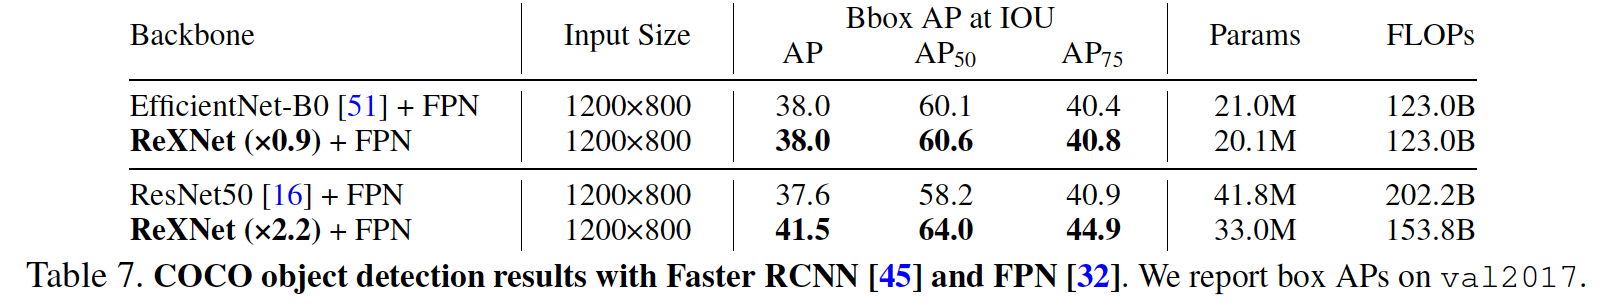 Backbone Input Size Bbox AP at IOU Params FLOPs
AP AP50 AP75
EfficientNet-B0 [51] + FPN 1200×800 38.0 60.1 40.4 21.0M 123.0B
ReXNet (×0.9) + FPN 1200×800 38.0 60.6 40.8 20.1M 123.0B
ResNet50 [16] + FPN 1200×800 37.6 58.2 40.9 41.8M 202.2B
ReXNet (×2.2) + FPN 1200×800 41.5 64.0 44.9 33.0M 153.8B
Table 7. COCO object detection results with Faster RCNN [45] and FPN [32]. We report box APs on val2017.